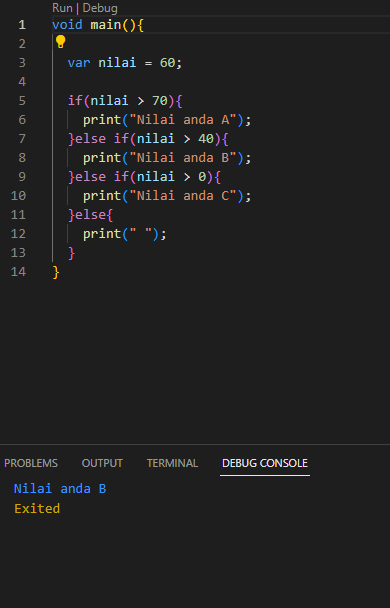 Run | Debug
1 void main(){
2
3 var nilai = 60;
4
5 if(nilai > 70){
6 print("Nilai anda A");
7 }else if(nilai > 40){
8 print("Nilai anda B");
9 }else if(nilai > 0){
10 print("Nilai anda C");
11 }else{
12 print(" ");
13 }
14 }
PROBLEMS OUTPUT TERMINAL DEBUG CONSOLE
Nilai anda B
Exited